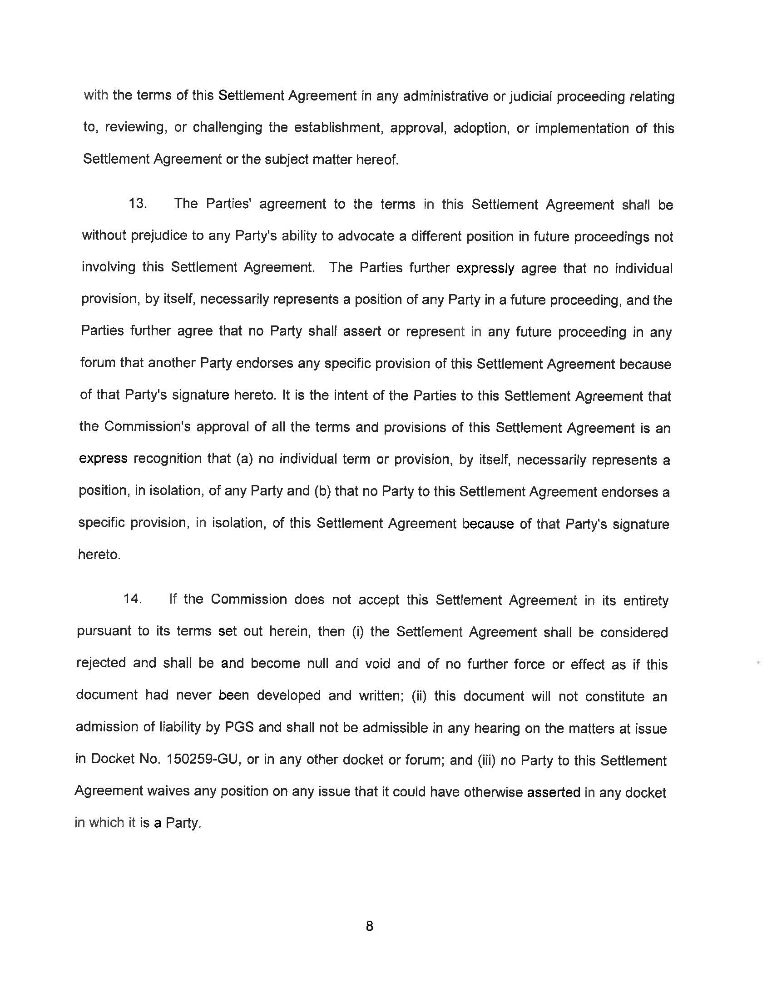 with the terms of this Settlement Agreement in any administrative or judicial proceeding relating
to, reviewing, or challenging the establishment, approval, adoption, or implementation of this
Settlement Agreement or the subject matter hereof.
13. The Parties' agreement to the terms in this Settlement Agreement shall be
without prejudice to any Party's ability to advocate a different position in future proceedings not
involving this Settlement Agreement. The Parties further expressly agree that no individual
provision, by itself, necessarily represents a position of any Party in a future proceeding, and the
Parties further agree that no Party shall assert or represent in any future proceeding in any
forum that another Party endorses any specific provision of this Settlement Agreement because
of that Party's signature hereto. It is the intent of the Parties to this Settlement Agreement that
the Commission's approval of all the terms and provisions of this Settlement Agreement is an
express recognition that (a) no individual term or provision, by itself, necessarily represents a
position, in isolation, of any Party and (b) that no Party to this Settlement Agreement endorses a
specific provision, in isolation, of this Settlement Agreement because of that Party's signature
hereto.
14. If the Commission does not accept this Settlement Agreement in its entirety
pursuant to its terms set out herein, then (i) the Settlement Agreement shall be considered
rejected and shall be and become null and void and of no further force or effect as if this
document had never been developed and written; (ii) this document will not constitute an
admission of liability by PGS and shall not be admissible in any hearing on the matters at issue
in Docket No. 150259-GU, or in any other docket or forum; and (iii) no Party to this Settlement
Agreement waives any position on any issue that it could have otherwise asserted in any docket
in which it is a Party.
8